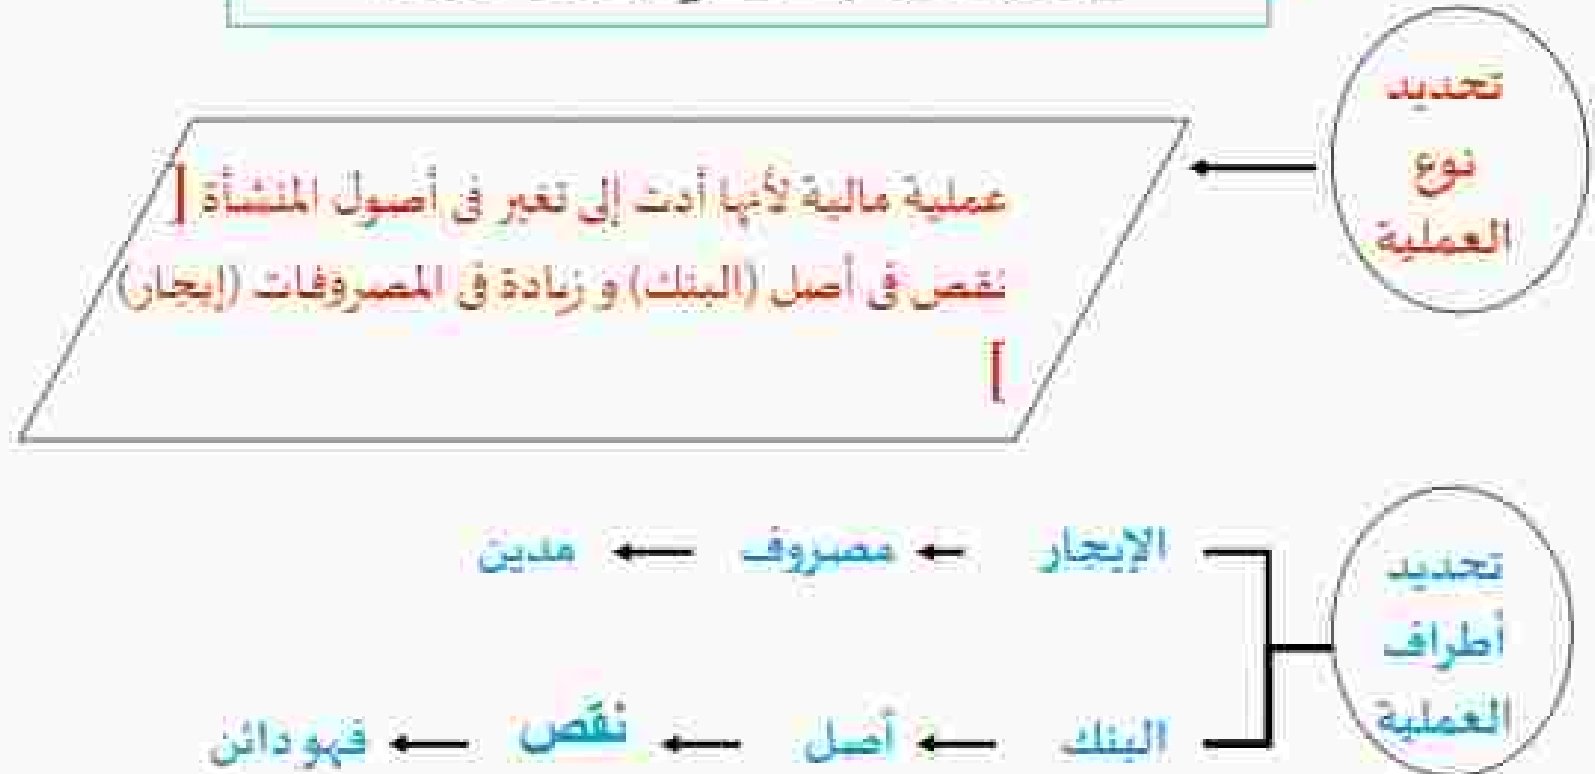 تحديد
نوع
العملية
عملية مالية لأنها أدت إلى تغير فى أصول المنشأة [
نقص فى أصل (البنك) و زيادة فى المصروفات (إيجار)
]
تحديد
أطراف
العملية
الإيجار ← مصروف ← مدين
البنك ← أصل ← نقص ← فهو دائن